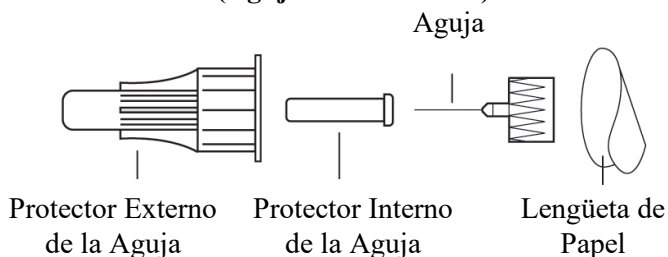 Aguja
Protector Externo
de la Aguja
Protector Interno
de la Aguja
Lengüeta de
Papel